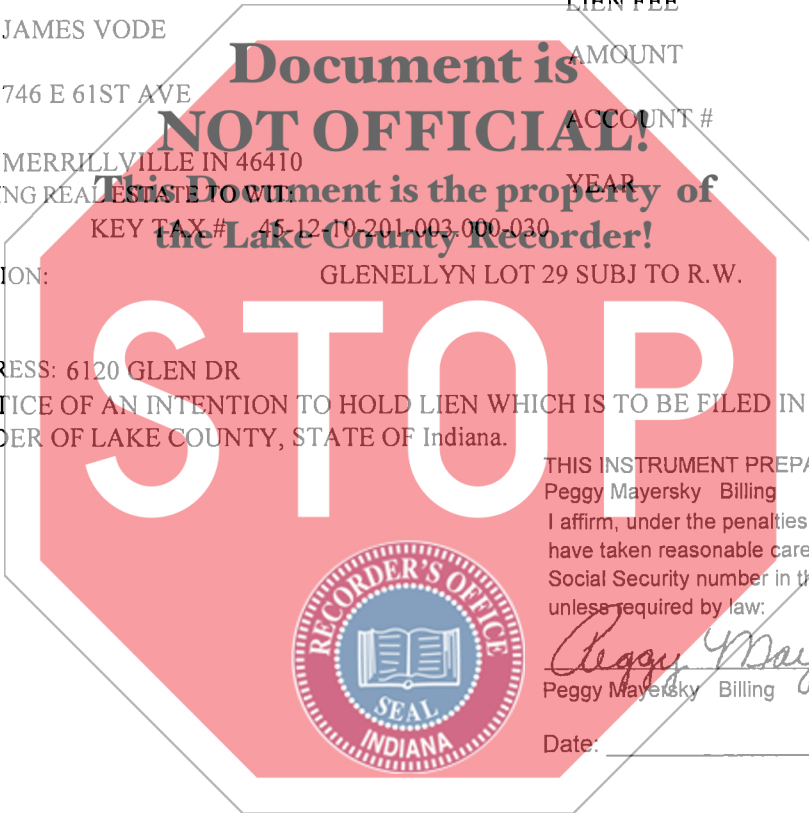 LIEN FEE
JAMES VODE
Document is
AMOUNT
746 E 61ST AVE
NOT OFFICIAL!
ACCOUNT #
MERRILLVILLE IN 46410
This Document is the property of
NG REAL ESTATE TO WIT:
YEAR
KEY TAX # 45-12-10-201-003.000-030
the Lake County Recorder!
ION: GLENELLYN LOT 29 SUBJ TO R.W.
STOP
RESS: 6120 GLEN DR
TICE OF AN INTENTION TO HOLD LIEN WHICH IS TO BE FILED IN
DER OF LAKE COUNTY, STATE OF Indiana.
THIS INSTRUMENT PREPA
Peggy Mayersky Billing
I affirm, under the penalties
have taken reasonable care
Social Security number in th
unless required by law:
RECORDER'S OFFICE
SEAL
INDIANA
Peggy May
Peggy Mayersky Billing
Date: